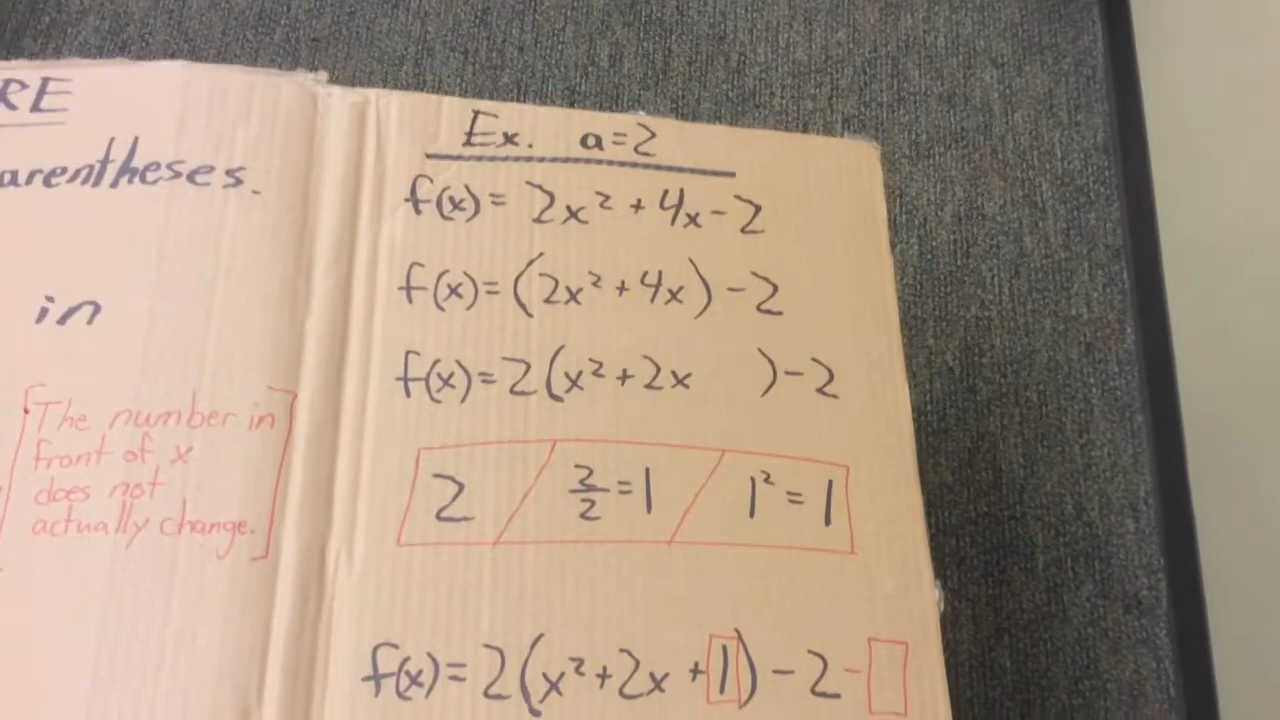 RE
arentheses.
in
[The number in
front of x
does not
actually change.]
Ex. a=2
f(x)= 2x² + 4x - 2
f(x)= (2x² + 4x) - 2
f(x)= 2(x² + 2x ) - 2
2 / 2/2 = 1 / 1² = 1
f(x)= 2(x² + 2x + 1) - 2 -